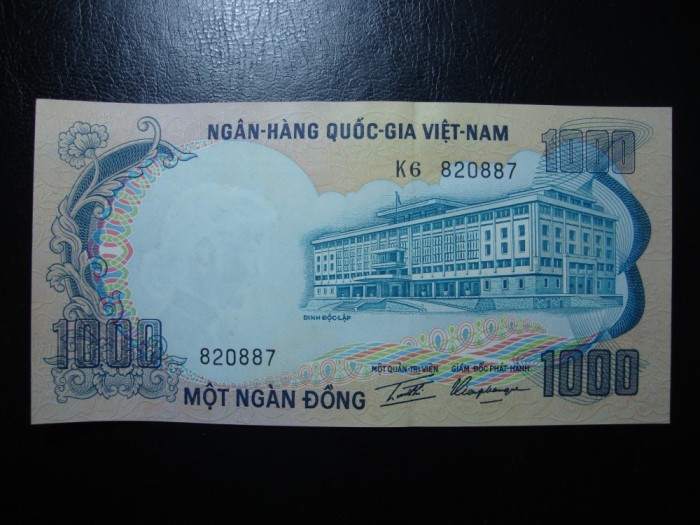 NGÂN-HÀNG QUỐC-GIA VIỆT-NAM
1000
K6 820887
DINH ĐỘC LẬP
1000
820887
MỘT QUẢN-TRỊ-VIÊN GIÁM ĐỐC PHÁT-HÀNH
1000
MỘT NGÀN ĐỒNG